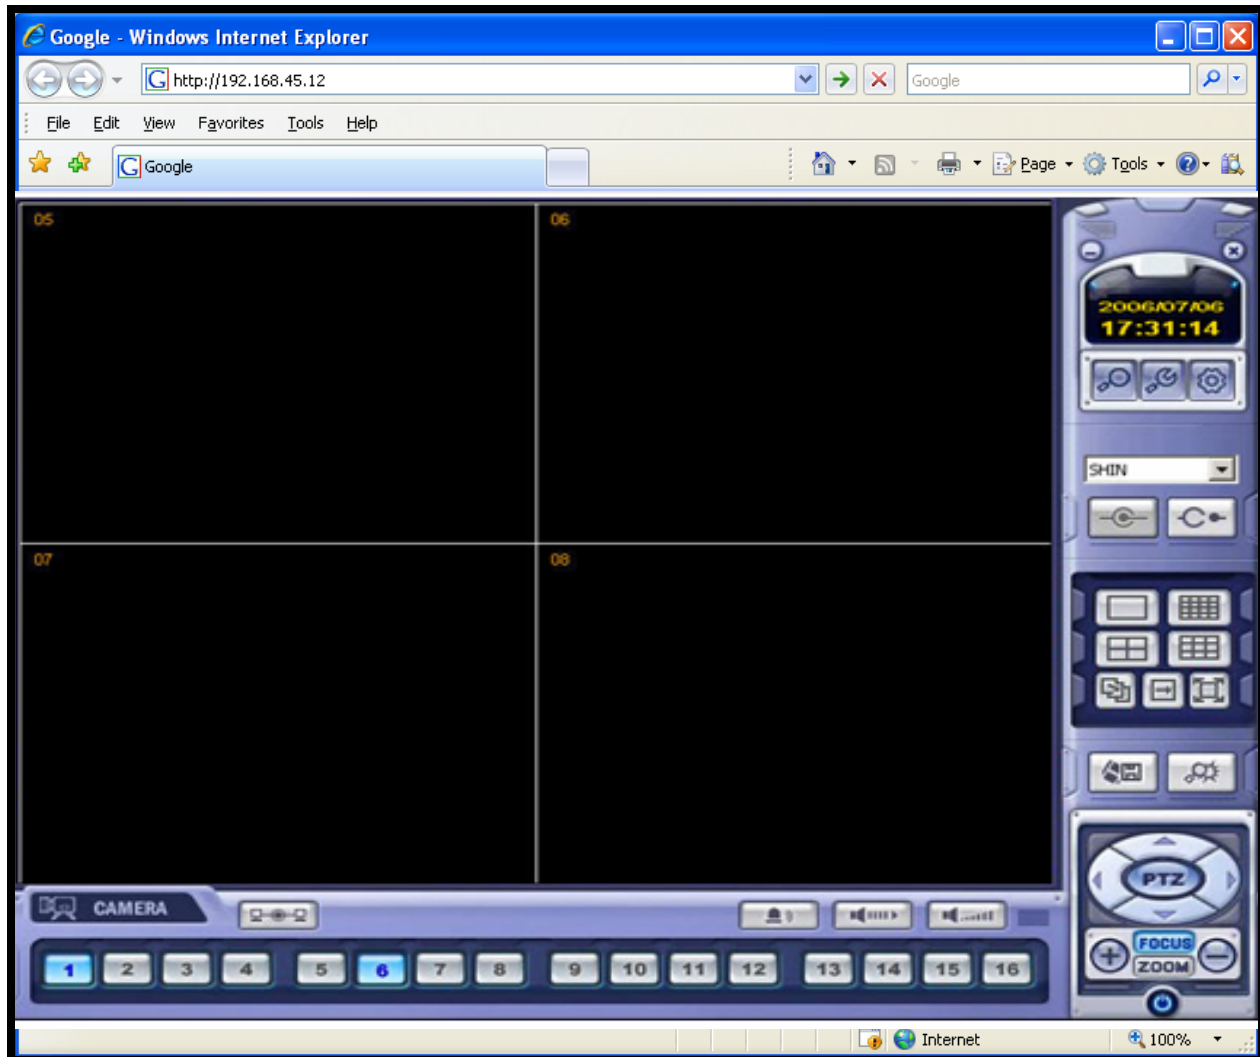 Google - Windows Internet Explorer
http://192.168.45.12
Google
File Edit View Favorites Tools Help
Google
Page Tools
05
06
2006/07/06
17:31:14
SHIN
07
08
PTZ
CAMERA
FOCUS
ZOOM
1 2 3 4 5 6 7 8 9 10 11 12 13 14 15 16
Internet
100%